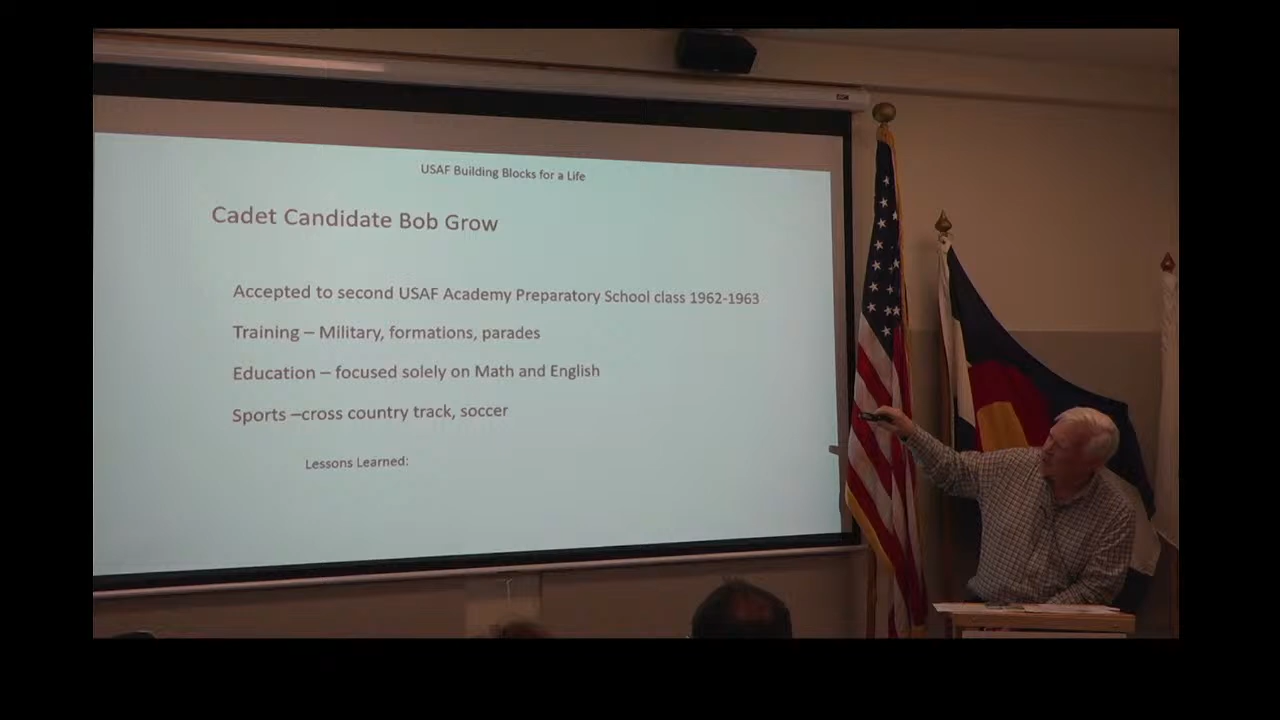 USAF Building Blocks for a Life
Cadet Candidate Bob Grow
Accepted to second USAF Academy Preparatory School class 1962-1963
Training – Military, formations, parades
Education – focused solely on Math and English
Sports –cross country track, soccer
Lessons Learned: